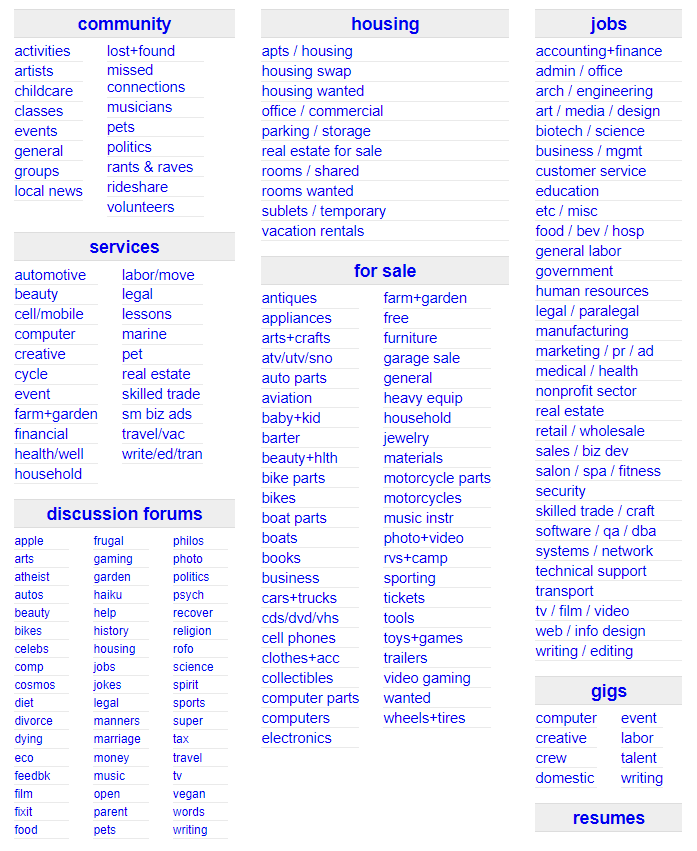 community
activities
artists
childcare
classes
events
general
groups
local news
lost+found
missed
connections
musicians
pets
politics
rants & raves
rideshare
volunteers
services
automotive
beauty
cell/mobile
computer
creative
cycle
event
farm+garden
financial
health/well
household
labor/move
legal
lessons
marine
pet
real estate
skilled trade
sm biz ads
travel/vac
write/ed/tran
discussion forums
apple
arts
atheist
autos
beauty
bikes
celebs
comp
cosmos
diet
divorce
dying
eco
feedbk
film
fixit
food
frugal
gaming
garden
haiku
help
history
housing
jobs
jokes
legal
manners
marriage
money
music
open
parent
pets
philos
photo
politics
psych
recover
religion
rofo
science
spirit
sports
super
tax
travel
tv
vegan
words
writing
housing
apts / housing
housing swap
housing wanted
office / commercial
parking / storage
real estate for sale
rooms / shared
rooms wanted
sublets / temporary
vacation rentals
for sale
antiques
appliances
arts+crafts
atv/utv/sno
auto parts
aviation
baby+kid
barter
beauty+hlth
bike parts
bikes
boat parts
boats
books
business
cars+trucks
cds/dvd/vhs
cell phones
clothes+acc
collectibles
computer parts
computers
electronics
farm+garden
free
furniture
garage sale
general
heavy equip
household
jewelry
materials
motorcycle parts
motorcycles
music instr
photo+video
rvs+camp
sporting
tickets
tools
toys+games
trailers
video gaming
wanted
wheels+tires
jobs
accounting+finance
admin / office
arch / engineering
art / media / design
biotech / science
business / mgmt
customer service
education
etc / misc
food / bev / hosp
general labor
government
human resources
legal / paralegal
manufacturing
marketing / pr / ad
medical / health
nonprofit sector
real estate
retail / wholesale
sales / biz dev
salon / spa / fitness
security
skilled trade / craft
software / qa / dba
systems / network
technical support
transport
tv / film / video
web / info design
writing / editing
gigs
computer
creative
crew
domestic
event
labor
talent
writing
resumes